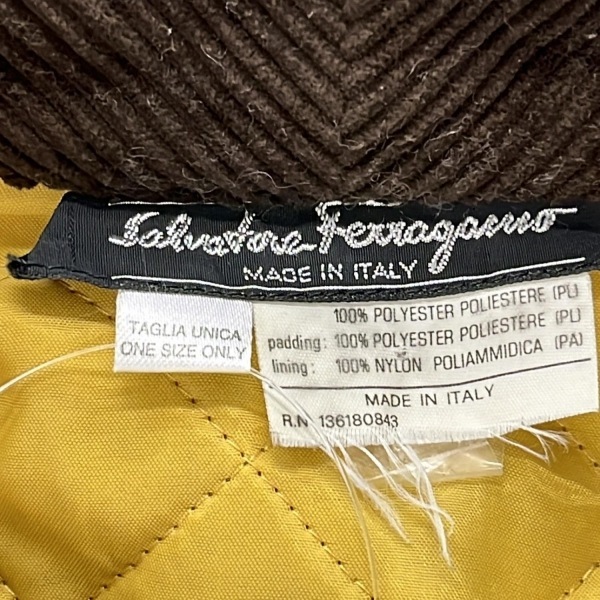 Salvatore Ferragamo
MADE IN ITALY
TAGLIA UNICA
ONE SIZE ONLY
100% POLYESTER POLIESTERE (PL)
padding: 100% POLYESTER POLIESTERE (PL)
lining: 100% NYLON POLIAMMIDICA (PA)
MADE IN ITALY
R.N 136180843